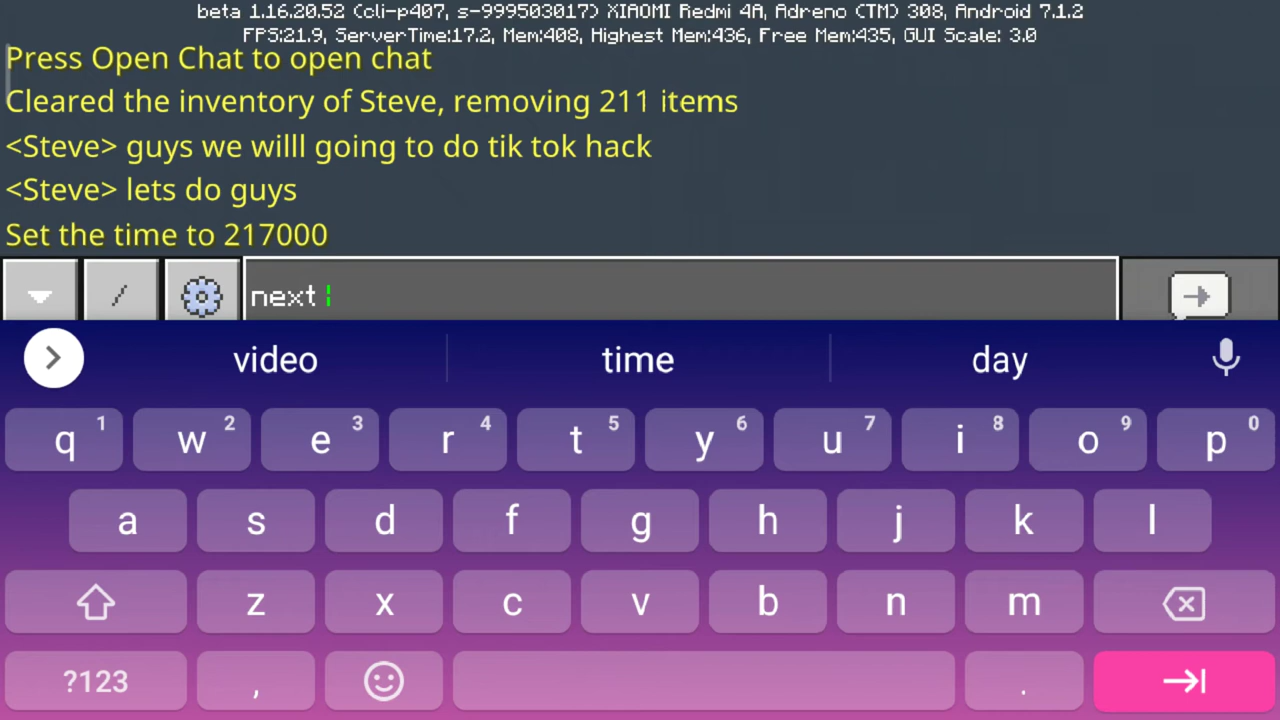 beta 1.16.20.52 (cli-p407, s-999503017) XIAOMI Redmi 4A, Adreno (TM) 308, Android 7.1.2
FPS:21.9, ServerTime:17.2, Mem:408, Highest Mem:436, Free Mem:435, GUI Scale: 3.0
Press Open Chat to open chat
Cleared the inventory of Steve, removing 211 items
<Steve> guys we willl going to do tik tok hack
<Steve> lets do guys
Set the time to 217000
/ next
video time day
q 1 w 2 e 3 r 4 t 5 y 6 u 7 i 8 o 9 p 0
a s d f g h j k l
z x c v b n m
?123 , .